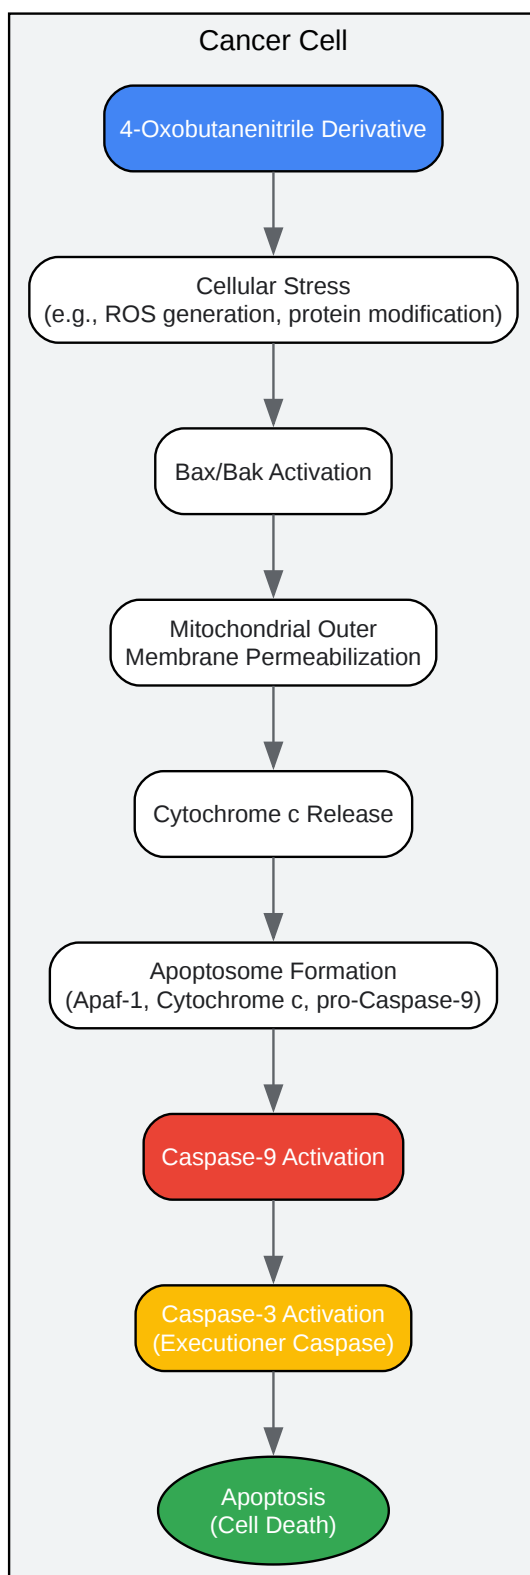 Cancer Cell
4-Oxobutanenitrile Derivative
Cellular Stress
(e.g., ROS generation, protein modification)
Bax/Bak Activation
Mitochondrial Outer
Membrane Permeabilization
Cytochrome c Release
Apoptosome Formation
(Apaf-1, Cytochrome c, pro-Caspase-9)
Caspase-9 Activation
Caspase-3 Activation
(Executioner Caspase)
Apoptosis
(Cell Death)